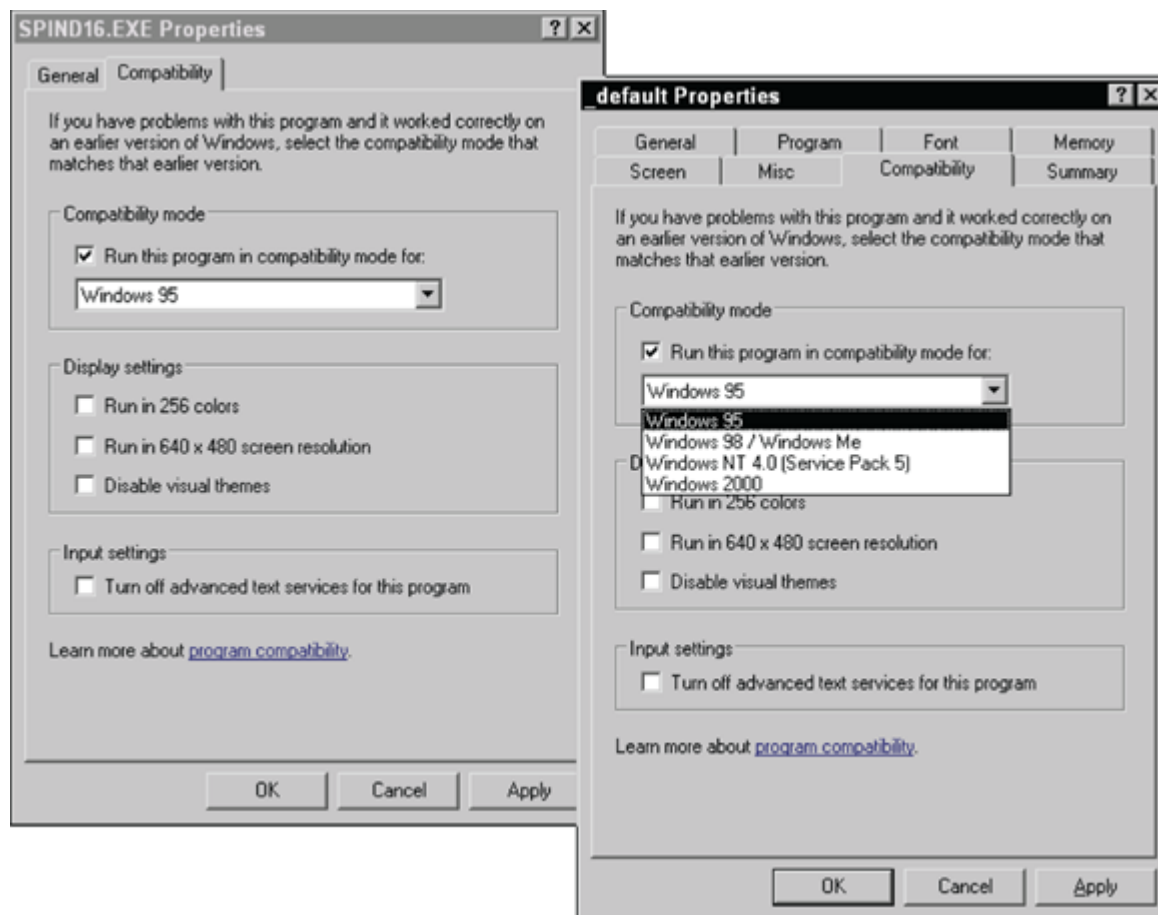 SPIND16.EXE Properties
General Compatibility
If you have problems with this program and it worked correctly on
an earlier version of Windows, select the compatibility mode that
matches that earlier version.
Compatibility mode
Run this program in compatibility mode for:
Windows 95
Display settings
Run in 256 colors
Run in 640 x 480 screen resolution
Disable visual themes
Input settings
Turn off advanced text services for this program
Learn more about program compatibility.
OK Cancel Apply
_default Properties
General Program Font Memory
Screen Misc Compatibility Summary
If you have problems with this program and it worked correctly on
an earlier version of Windows, select the compatibility mode that
matches that earlier version.
Compatibility mode
Run this program in compatibility mode for:
Windows 95
Windows 95
Windows 98 / Windows Me
D
Windows NT 4.0 (Service Pack 5)
Windows 2000
Run in 256 colors
Run in 640 x 480 screen resolution
Disable visual themes
Input settings
Turn off advanced text services for this program
Learn more about program compatibility.
OK Cancel Apply